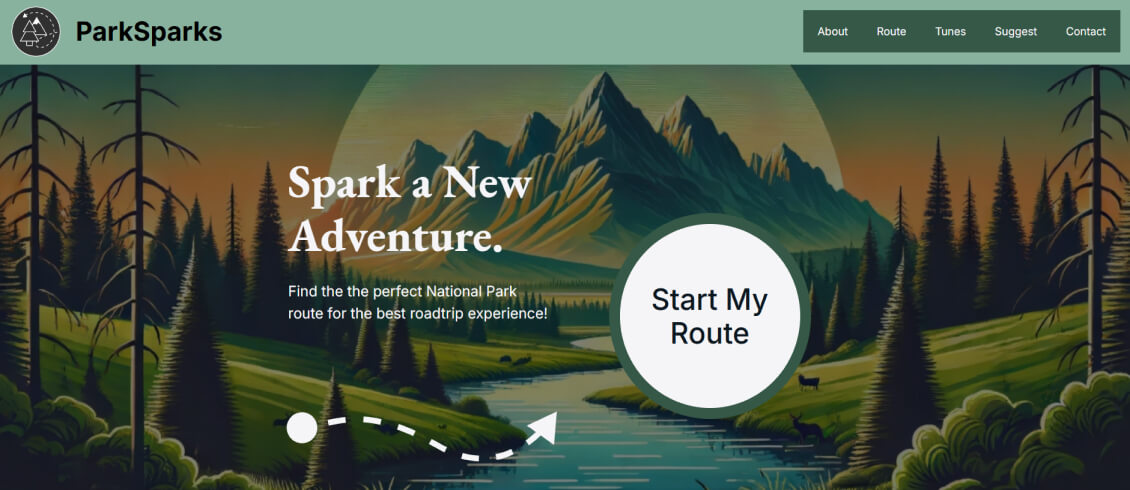 ParkSparks
About Route Tunes Suggest Contact
Spark a New
Adventure.
Find the the perfect National Park
route for the best roadtrip experience!
Start My
Route